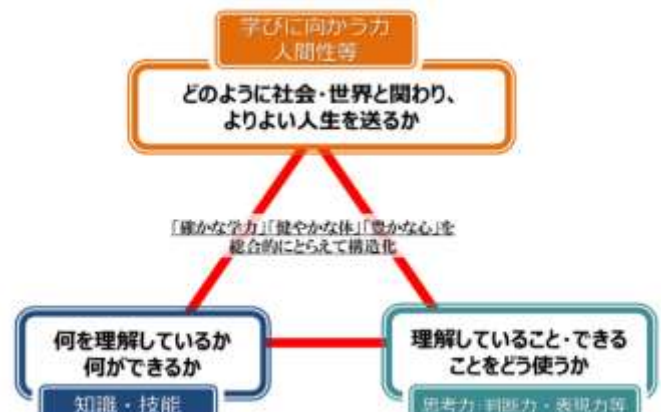 学びに向かう力
人間性等
どのように社会・世界と関わり、
よりよい人生を送るか
「確かな学力」「健やかな体」「豊かな心」を
総合的にとらえて構造化
何を理解しているか
何ができるか
知識・技能
理解していること・できる
ことをどう使うか
思考力・判断力・表現力等